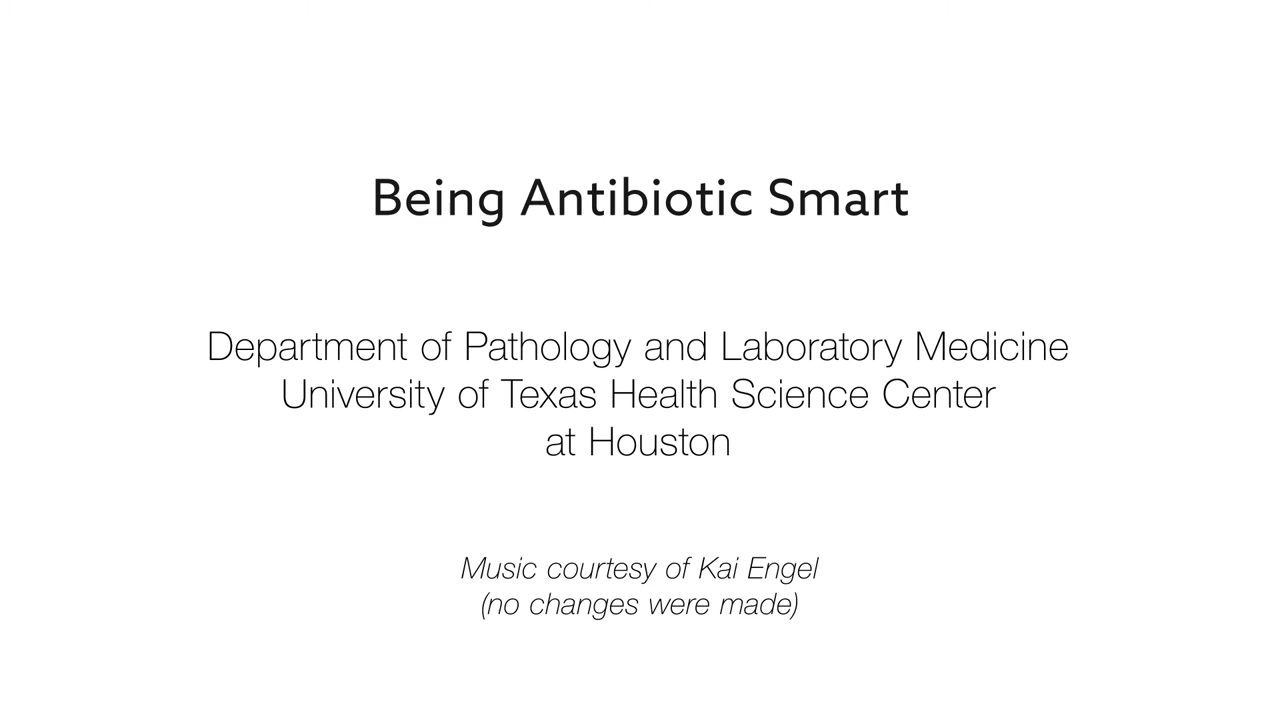 Being Antibiotic Smart
Department of Pathology and Laboratory Medicine
University of Texas Health Science Center
at Houston
Music courtesy of Kai Engel
(no changes were made)